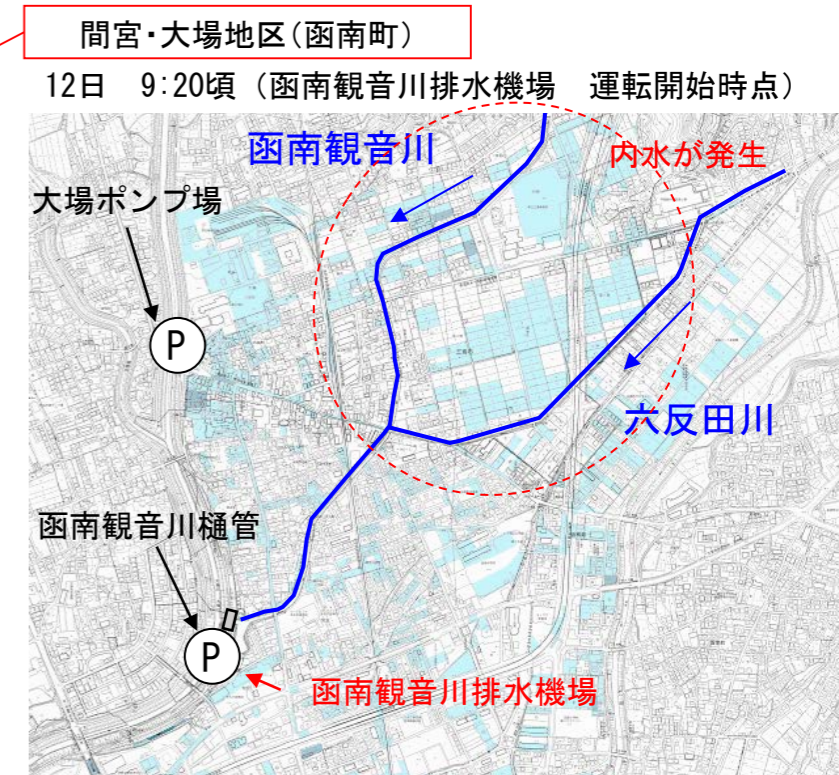 間宮・大場地区(函南町)
12日 9:20頃(函南観音川排水機場 運転開始時点)
函南観音川
内水が発生
大場ポンプ場
P
六反田川
函南観音川樋管
P
函南観音川排水機場